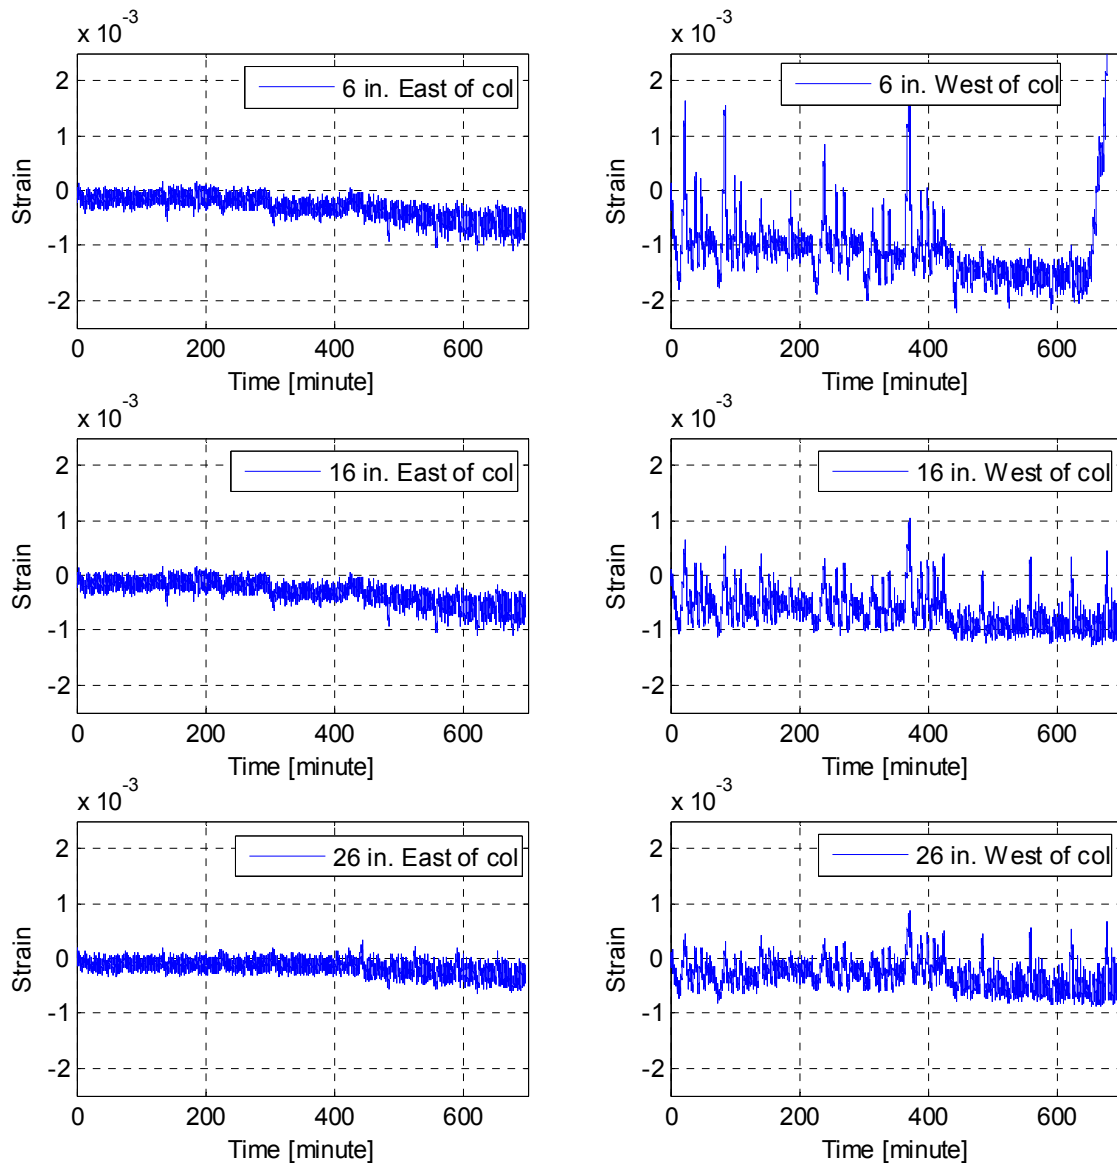 x 10^-3
2
1
0
-1
-2
Strain
6 in. East of col
0 200 400 600
Time [minute]
x 10^-3
2
1
0
-1
-2
Strain
6 in. West of col
0 200 400 600
Time [minute]
x 10^-3
2
1
0
-1
-2
Strain
16 in. East of col
0 200 400 600
Time [minute]
x 10^-3
2
1
0
-1
-2
Strain
16 in. West of col
0 200 400 600
Time [minute]
x 10^-3
2
1
0
-1
-2
Strain
26 in. East of col
0 200 400 600
Time [minute]
x 10^-3
2
1
0
-1
-2
Strain
26 in. West of col
0 200 400 600
Time [minute]